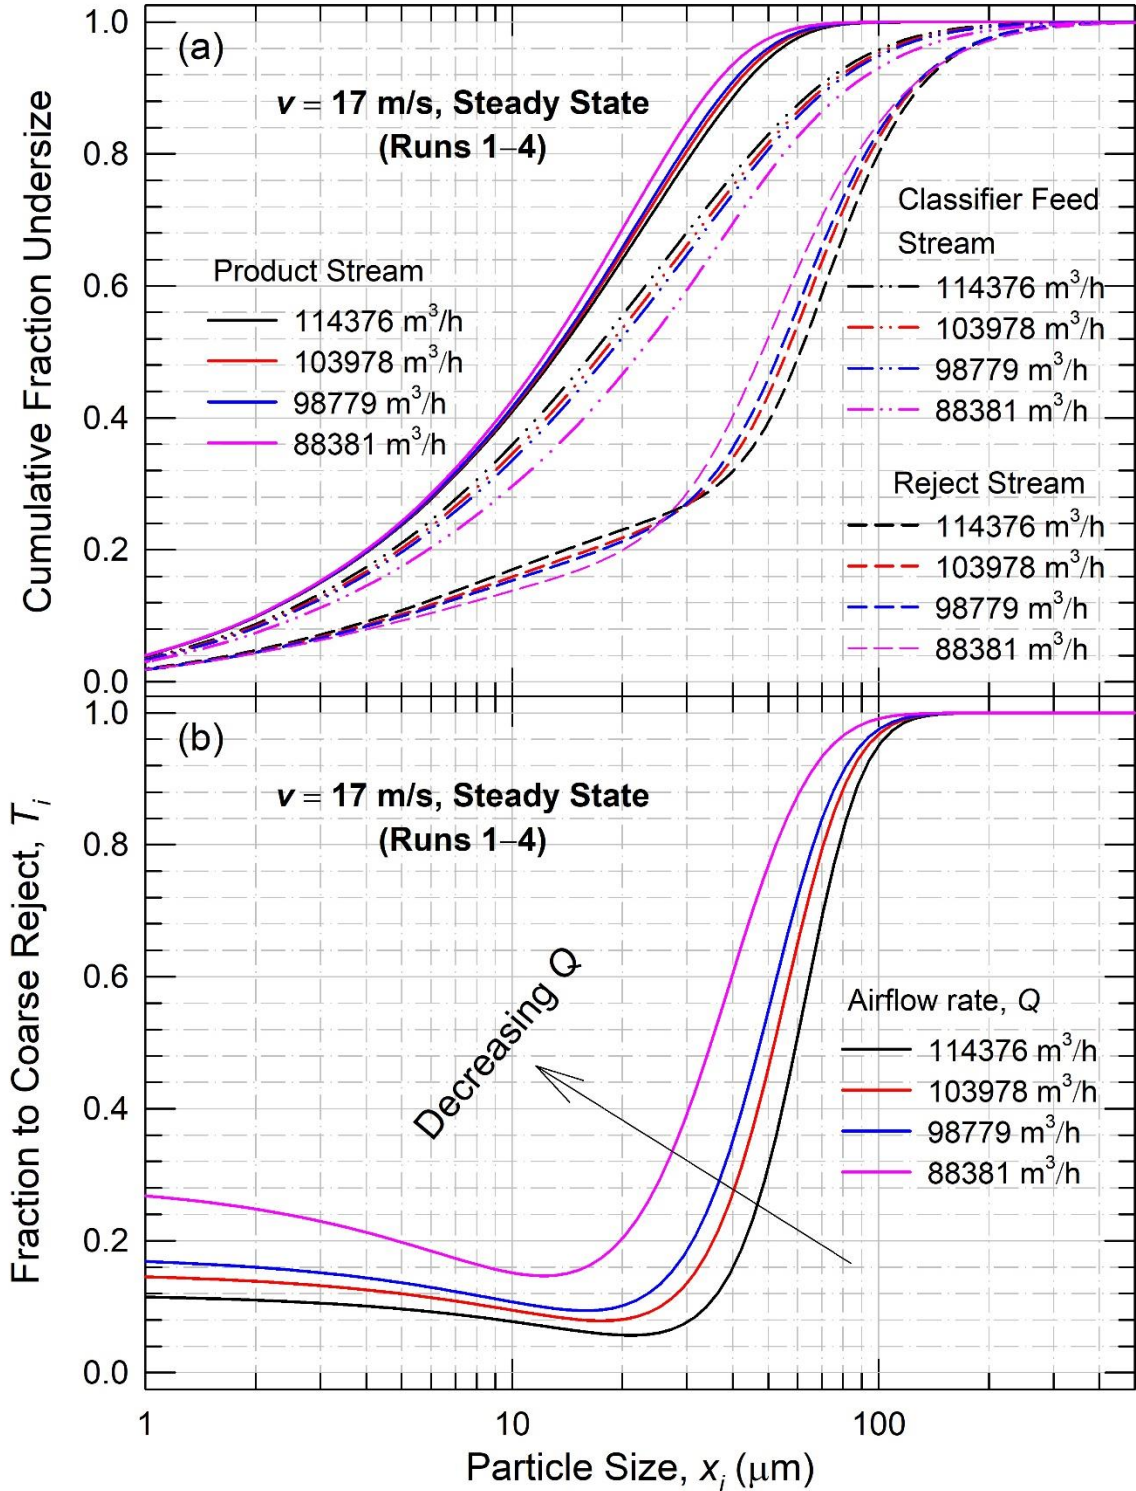 (a)
v = 17 m/s, Steady State
(Runs 1–4)
Cumulative Fraction Undersize
1.0
0.8
0.6
0.4
0.2
0.0
Product Stream
114376 m³/h
103978 m³/h
98779 m³/h
88381 m³/h
Classifier Feed
Stream
114376 m³/h
103978 m³/h
98779 m³/h
88381 m³/h
Reject Stream
114376 m³/h
103978 m³/h
98779 m³/h
88381 m³/h
(b)
v = 17 m/s, Steady State
(Runs 1–4)
Fraction to Coarse Reject, Tᵢ
1.0
0.8
0.6
0.4
0.2
0.0
Decreasing Q
Airflow rate, Q
114376 m³/h
103978 m³/h
98779 m³/h
88381 m³/h
1
10
100
Particle Size, xᵢ (μm)